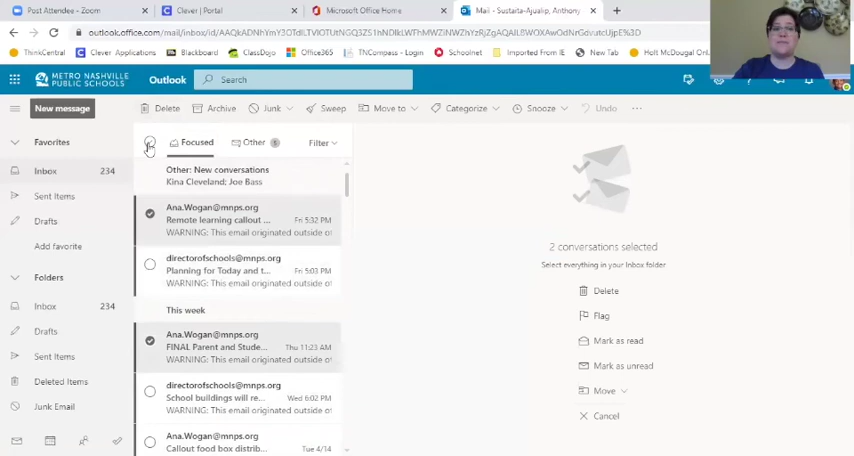 Post Attendee - Zoom
Clever | Portal
Microsoft Office Home
Mail - Sustaita-Ajualip, Anthony
outlook.office.com/mail/inbox/id/
ThinkCentral
Clever Applications
Blackboard
ClassDojo
Office365
TNCompass - Login
Schoolnet
Imported From IE
New Tab
Holt McDougal Onl
METRO NASHVILLE
PUBLIC SCHOOLS
Outlook
Search
New message
Delete
Archive
Junk
Sweep
Move to
Categorize
Snooze
Undo
Favorites
Inbox 234
Sent Items
Drafts
Add favorite
Folders
Inbox 234
Drafts
Sent Items
Deleted Items
Junk Email
Focused
Other
Filter
Other: New conversations
Kina Cleveland; Joe Bass
Ana.Wogan@mnps.org
Remote learning callout ... Fri 5:32 PM
WARNING: This email originated outside of
directorofschools@mnps.org
Planning for Today and t... Fri 5:03 PM
WARNING: This email originated outside of
This week
Ana.Wogan@mnps.org
FINAL Parent and Stude... Thu 11:23 AM
WARNING: This email originated outside of
directorofschools@mnps.org
School buildings will re... Wed 6:02 PM
WARNING: This email originated outside of
Ana.Wogan@mnps.org
Callout food box distrib... Tue 4/14
2 conversations selected
Select everything in your Inbox folder
Delete
Flag
Mark as read
Mark as unread
Move
Cancel